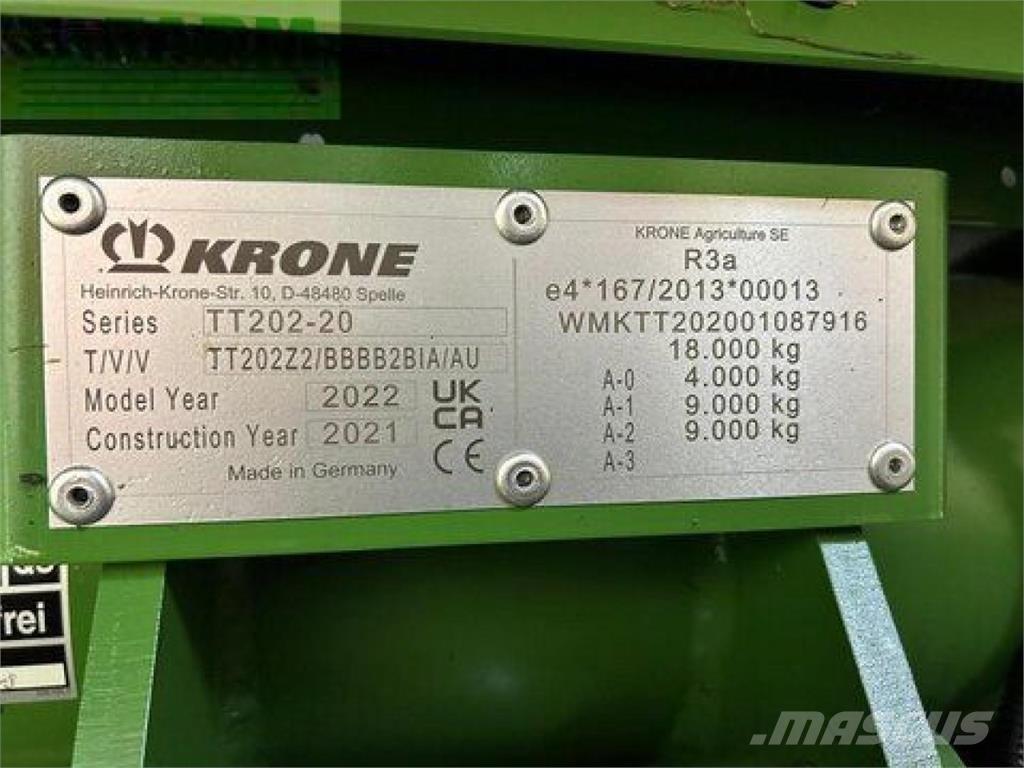 KRONE
Heinrich-Krone-Str. 10, D-48480 Spelle
Series TT202-20
T/V/V TT202Z2/BBBB2BIA/AU
Model Year 2022
Construction Year 2021
UK
CA
CE
Made in Germany
KRONE Agriculture SE
R3a
e4*167/2013*00013
WMKTT202001087916
18.000 kg
A-0 4.000 kg
A-1 9.000 kg
A-2 9.000 kg
A-3
frei
MASCUS